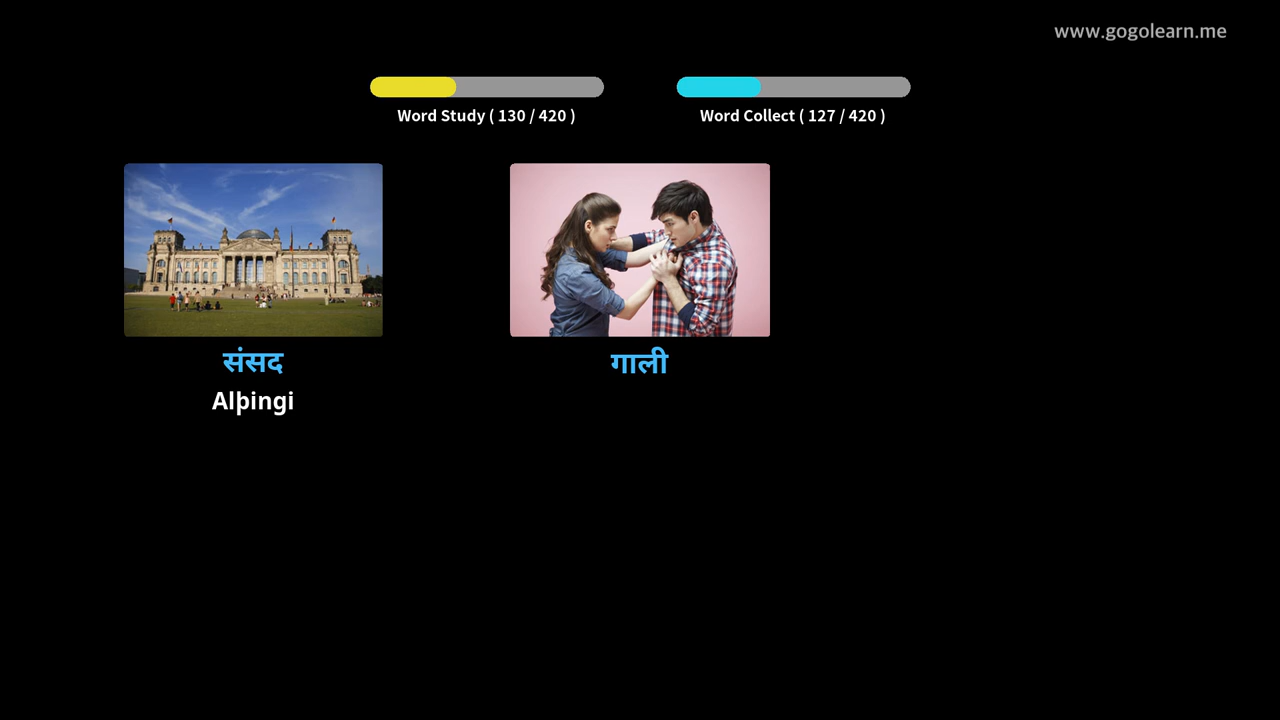 www.gogolearn.me
Word Study ( 130 / 420 )
Word Collect ( 127 / 420 )
संसद
Alþingi
गाली